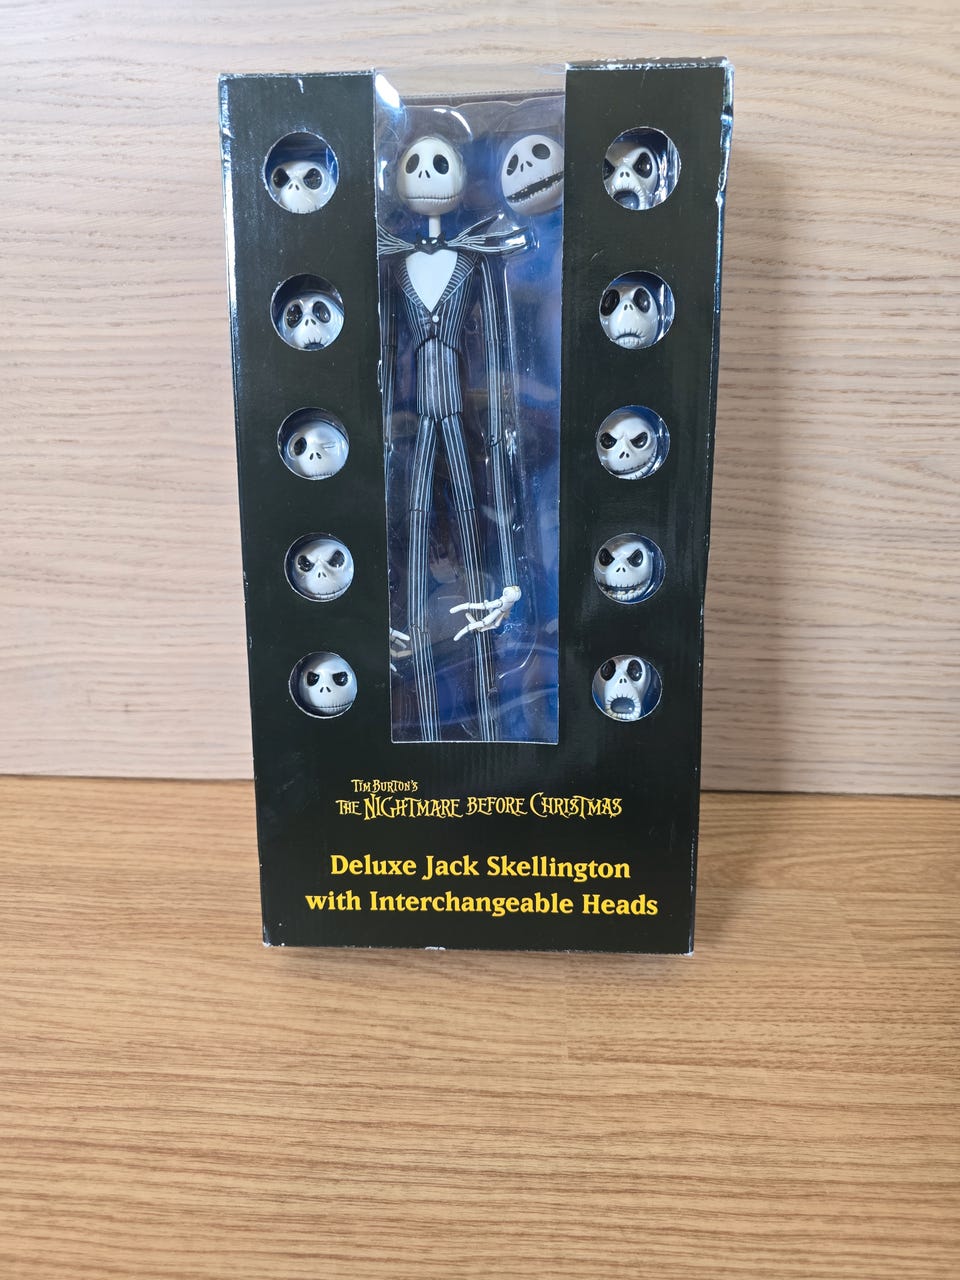 Tim Burton's
The Nightmare Before Christmas
Deluxe Jack Skellington
with Interchangeable Heads